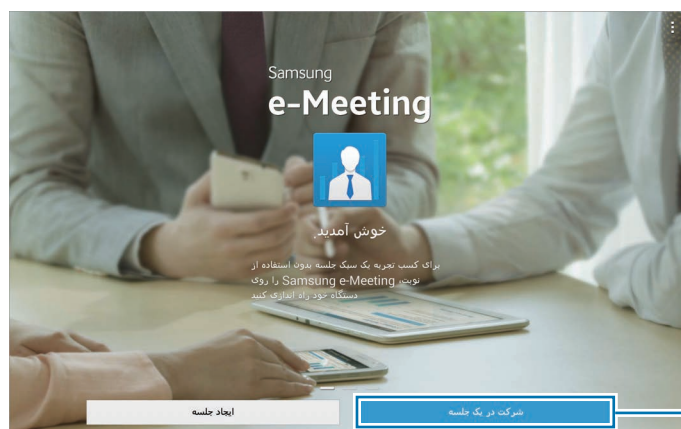 Samsung
e-Meeting
خوش آمدید.
برای کسب تجربه یک سبک جلسه بدون استفاده از
نوبت، Samsung e-Meeting را روی
دستگاه خود راه اندازی کنید
ایجاد جلسه
شرکت در یک جلسه